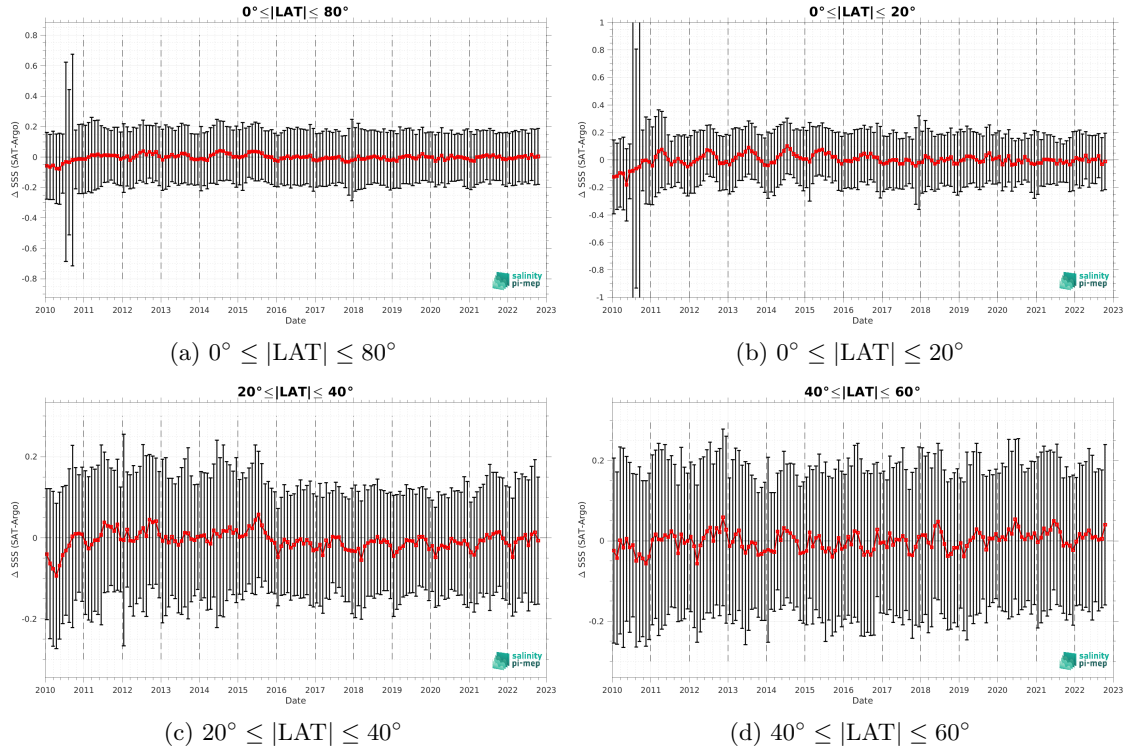 0°≤|LAT|≤ 80°
0.8
0.6
0.4
0.2
0
-0.2
-0.4
-0.6
-0.8
Δ SSS (SAT-Argo)
2010 2011 2012 2013 2014 2015 2016 2017 2018 2019 2020 2021 2022 2023
Date
salinity
pi-mep
(a) 0° ≤ |LAT| ≤ 80°
0°≤|LAT|≤ 20°
1
0.8
0.6
0.4
0.2
0
-0.2
-0.4
-0.6
-0.8
-1
Δ SSS (SAT-Argo)
2010 2011 2012 2013 2014 2015 2016 2017 2018 2019 2020 2021 2022 2023
Date
salinity
pi-mep
(b) 0° ≤ |LAT| ≤ 20°
20°≤|LAT|≤ 40°
0.2
0
-0.2
Δ SSS (SAT-Argo)
2010 2011 2012 2013 2014 2015 2016 2017 2018 2019 2020 2021 2022 2023
Date
salinity
pi-mep
(c) 20° ≤ |LAT| ≤ 40°
40°≤|LAT|≤ 60°
0.2
0
-0.2
Δ SSS (SAT-Argo)
2010 2011 2012 2013 2014 2015 2016 2017 2018 2019 2020 2021 2022 2023
Date
salinity
pi-mep
(d) 40° ≤ |LAT| ≤ 60°